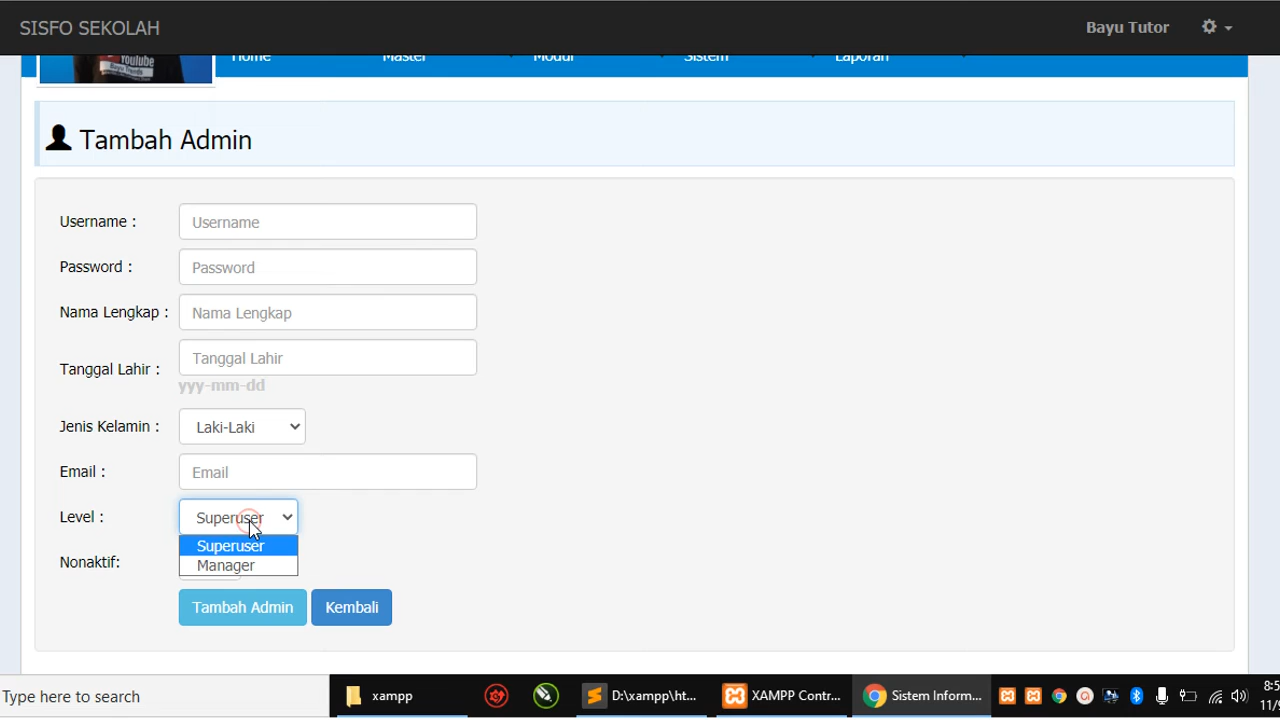 SISFO SEKOLAH
Bayu Tutor
YouTube
Home Master Modul Sistem Laporan
Tambah Admin
Username : Username
Password : Password
Nama Lengkap : Nama Lengkap
Tanggal Lahir : Tanggal Lahir
yyy-mm-dd
Jenis Kelamin : Laki-Laki
Email : Email
Level : Superuser
Superuser
Nonaktif:
Manager
Tambah Admin Kembali
Type here to search xampp D:\xampp\ht... XAMPP Contr... Sistem Inform...